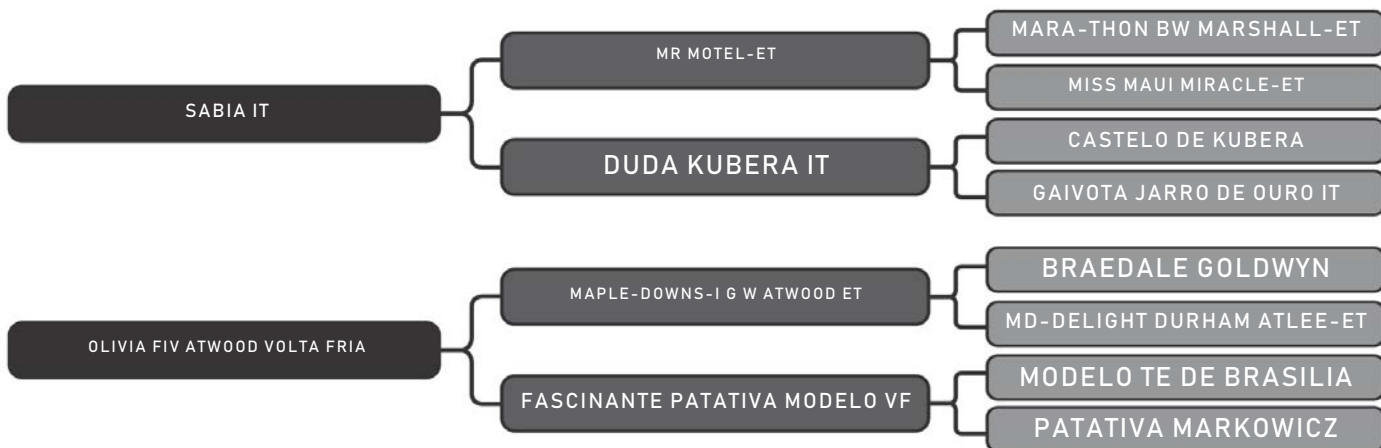 SABIA IT
MR MOTEL-ET
MARA-THON BW MARSHALL-ET
MISS MAUI MIRACLE-ET
DUDA KUBERA IT
CASTELO DE KUBERA
GAIVOTA JARRO DE OURO IT
OLIVIA FIV ATWOOD VOLTA FRIA
MAPLE-DOWNS-I G W ATWOOD ET
BRAEDALE GOLDWYN
MD-DELIGHT DURHAM ATLEE-ET
FASCINANTE PATATIVA MODELO VF
MODELO TE DE BRASILIA
PATATIVA MARKOWICZ